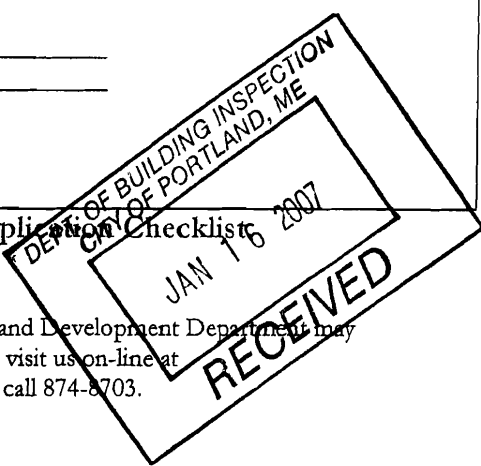 DEPT. OF BUILDING INSPECTION
CITY OF PORTLAND, ME
JAN 16 2007
RECEIVED
plication Checklist
and Development Department may
visit us on-line at
call 874-8703.